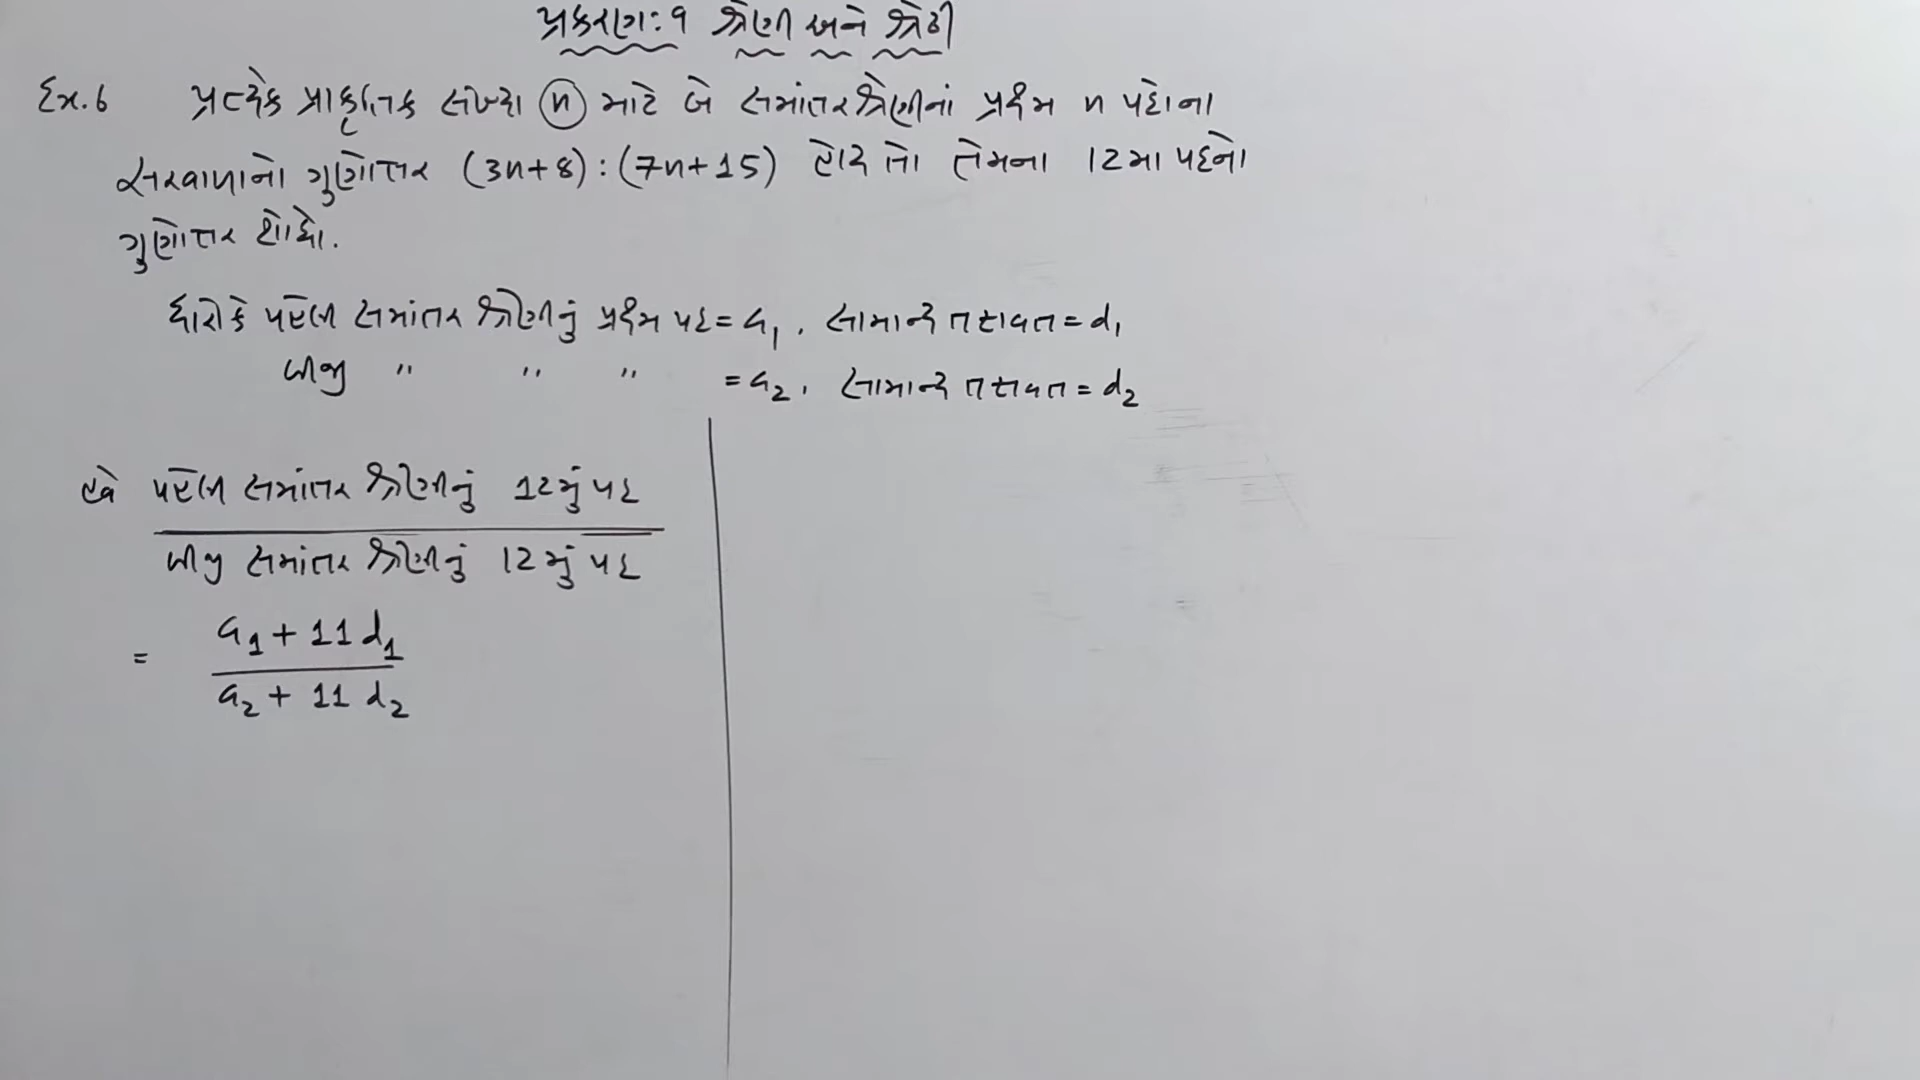 પ્રકરણ: ૧ શ્રેણી અને શ્રેઢી
Ex. 6 પ્રત્યેક પ્રાકૃતિક સંખ્યા n માટે બે સમાંતર શ્રેણીનાં પ્રથમ n પદોના
સરવાળાનો ગુણોત્તર (3n+8) : (7n+15) હોય તો તેમના 12મા પદનો
ગુણોત્તર શોધો.
ધારો કે પહેલી સમાંતર શ્રેણીનું પ્રથમ પદ = a₁, સામાન્ય તફાવત = d₁
બીજી " " " = a₂, સામાન્ય તફાવત = d₂
હવે પહેલી સમાંતર શ્રેણીનું 12મું પદ
બીજી સમાંતર શ્રેણીનું 12મું પદ
= a₁ + 11 d₁
a₂ + 11 d₂